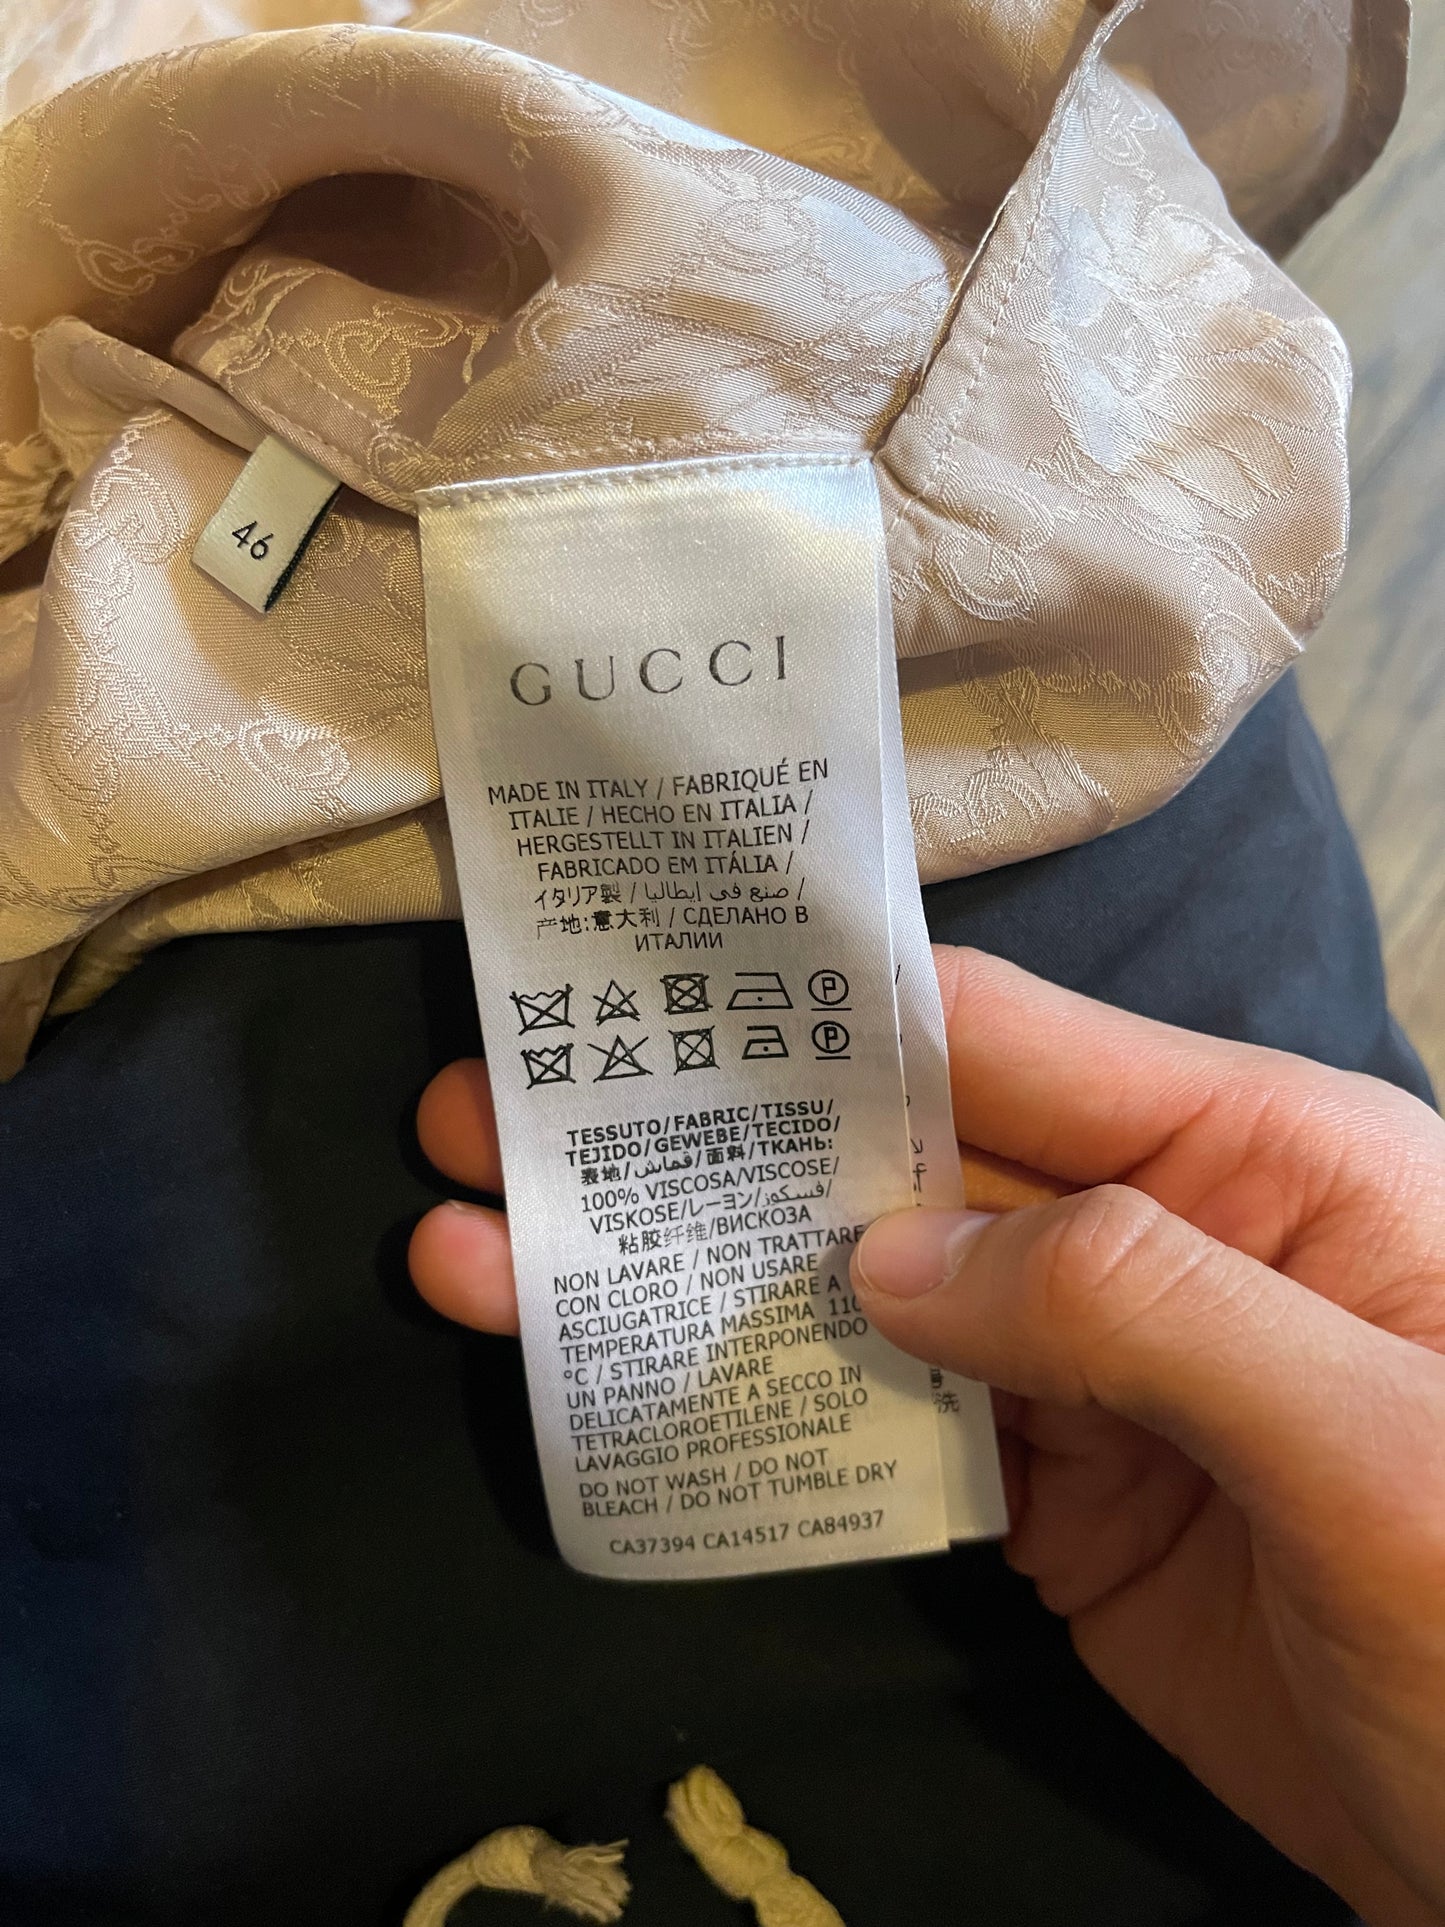 46
GUCCI
MADE IN ITALY / FABRIQUÉ EN
ITALIE / HECHO EN ITALIA /
HERGESTELLT IN ITALIEN /
FABRICADO EM ITÁLIA /
イタリア製 / صنع في إيطاليا /
产地:意大利 / СДЕЛАНО В
ИТАЛИИ
P
P
TESSUTO/FABRIC/TISSU/
TEJIDO/GEWEBE/TECIDO/
表地/قماش/面料/ТКАНЬ:
100% VISCOSA/VISCOSE/
VISKOSE/レーヨン/فسكوز/
粘胶纤维/ВИСКОЗА
NON LAVARE / NON TRATTARE
CON CLORO / NON USARE
ASCIUGATRICE / STIRARE A
TEMPERATURA MASSIMA 110
°C / STIRARE INTERPONENDO
UN PANNO / LAVARE
DELICATAMENTE A SECCO IN
TETRACLOROETILENE / SOLO
LAVAGGIO PROFESSIONALE
DO NOT WASH / DO NOT
BLEACH / DO NOT TUMBLE DRY
CA37394 CA14517 CA84937
洗